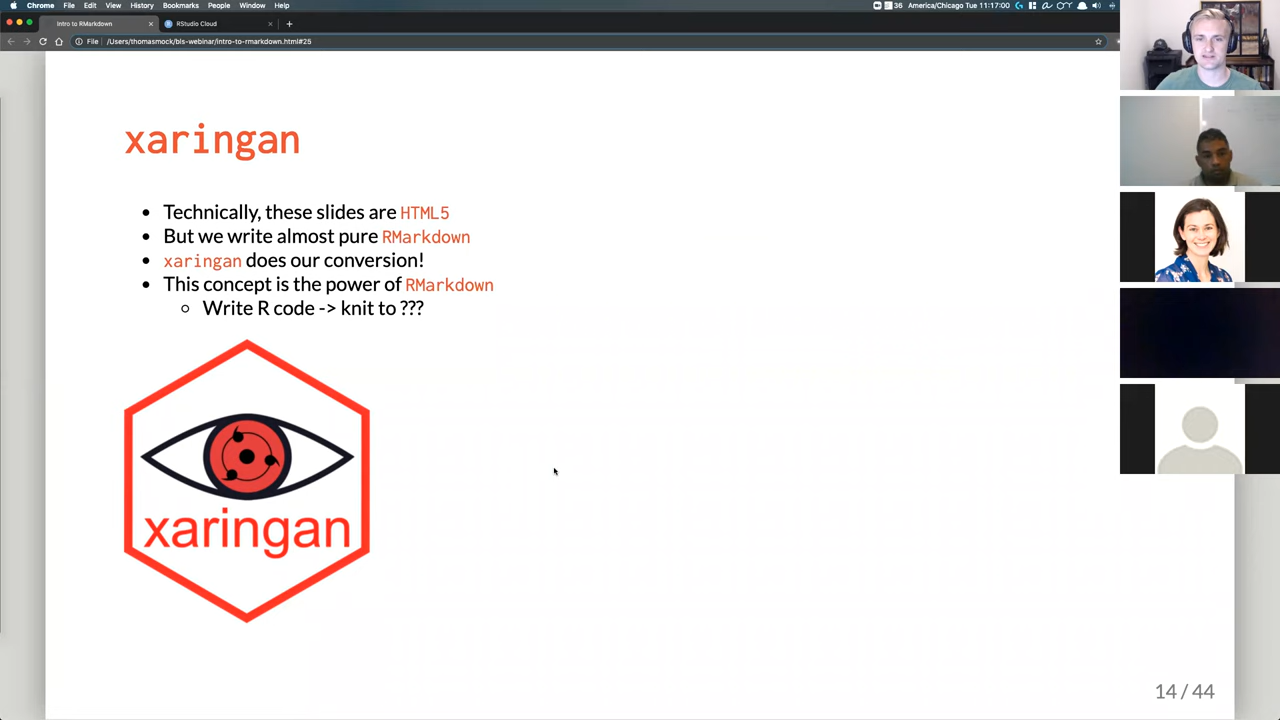 Chrome File Edit View History Bookmarks People Window Help
36 America/Chicago Tue 11:17:00
Intro to RMarkdown
RStudio Cloud
File /Users/thomasmock/bls-webinar/intro-to-rmarkdown.html#25
xaringan
• Technically, these slides are HTML5
• But we write almost pure RMarkdown
• xaringan does our conversion!
• This concept is the power of RMarkdown
Write R code -> knit to ???
xaringan
14 / 44